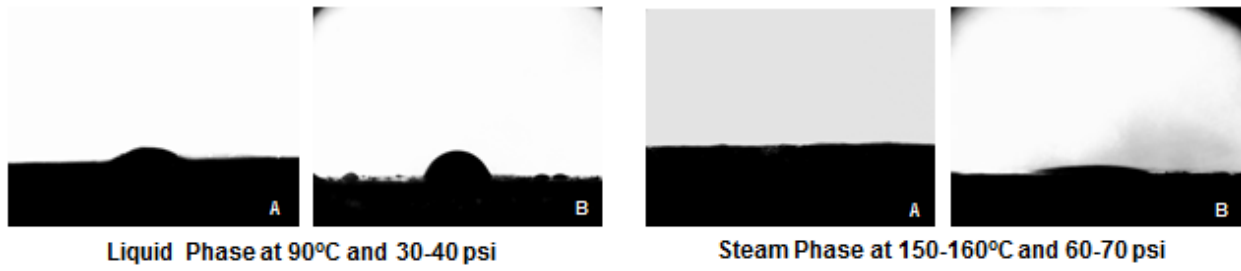 A
B
A
B
Liquid Phase at 90ºC and 30-40 psi
Steam Phase at 150-160ºC and 60-70 psi